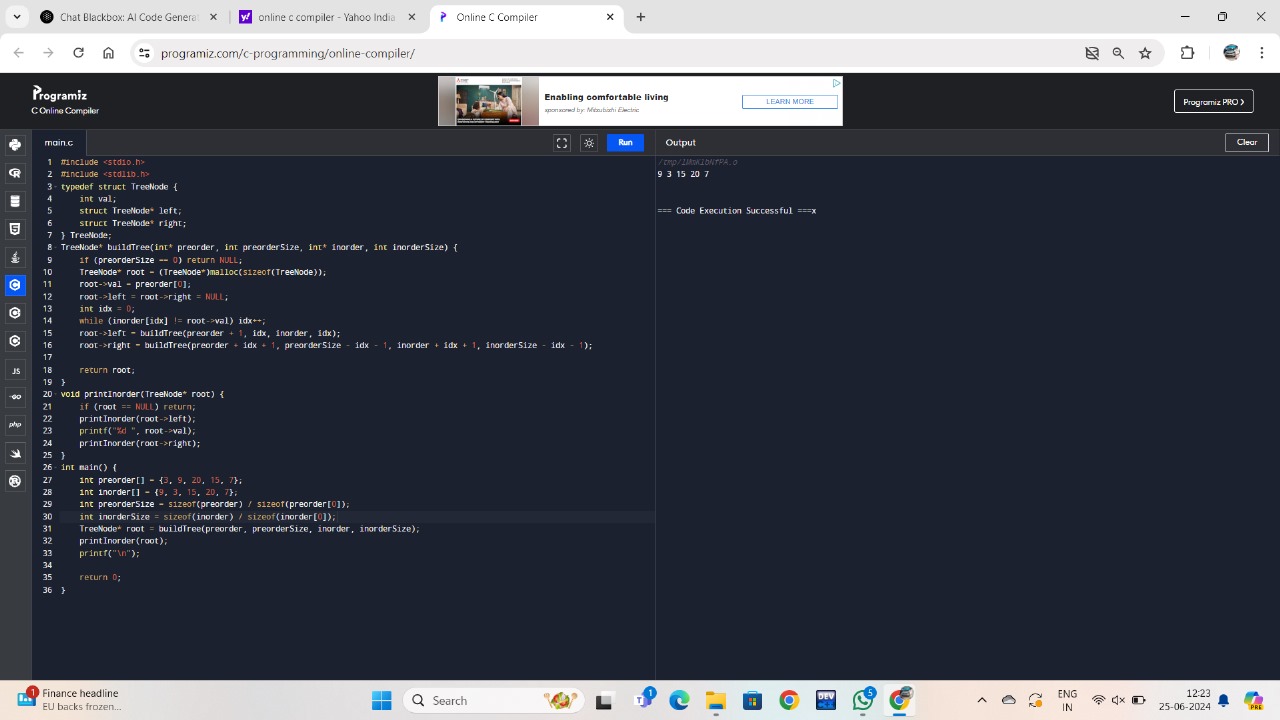 Chat Blackbox: AI Code Generat
online c compiler - Yahoo India
Online C Compiler
programiz.com/c-programming/online-compiler/
Programiz
C Online Compiler
Enabling comfortable living
sponsored by: Mitsubishi Electric
LEARN MORE
Programiz PRO >
main.c
Run
Output
Clear
1 #include <stdio.h>
2 #include <stdlib.h>
3 typedef struct TreeNode {
4 int val;
5 struct TreeNode* left;
6 struct TreeNode* right;
7 } TreeNode;
8 TreeNode* buildTree(int* preorder, int preorderSize, int* inorder, int inorderSize) {
9 if (preorderSize == 0) return NULL;
10 TreeNode* root = (TreeNode*)malloc(sizeof(TreeNode));
11 root->val = preorder[0];
12 root->left = root->right = NULL;
13 int idx = 0;
14 while (inorder[idx] != root->val) idx++;
15 root->left = buildTree(preorder + 1, idx, inorder, idx);
16 root->right = buildTree(preorder + idx + 1, preorderSize - idx - 1, inorder + idx + 1, inorderSize - idx - 1);
17
18 return root;
19 }
20 void printInorder(TreeNode* root) {
21 if (root == NULL) return;
22 printInorder(root->left);
23 printf("%d ", root->val);
24 printInorder(root->right);
25 }
26 int main() {
27 int preorder[] = {3, 9, 20, 15, 7};
28 int inorder[] = {9, 3, 15, 20, 7};
29 int preorderSize = sizeof(preorder) / sizeof(preorder[0]);
30 int inorderSize = sizeof(inorder) / sizeof(inorder[0]);
31 TreeNode* root = buildTree(preorder, preorderSize, inorder, inorderSize);
32 printInorder(root);
33 printf("\n");
34
35 return 0;
36 }
9 3 15 20 7
=== Code Execution Successful ===x
JS
GO
php
1
Finance headline
EU backs frozen...
Search
1
DEV
5
ENG
IN
12:23
25-06-2024
PRE